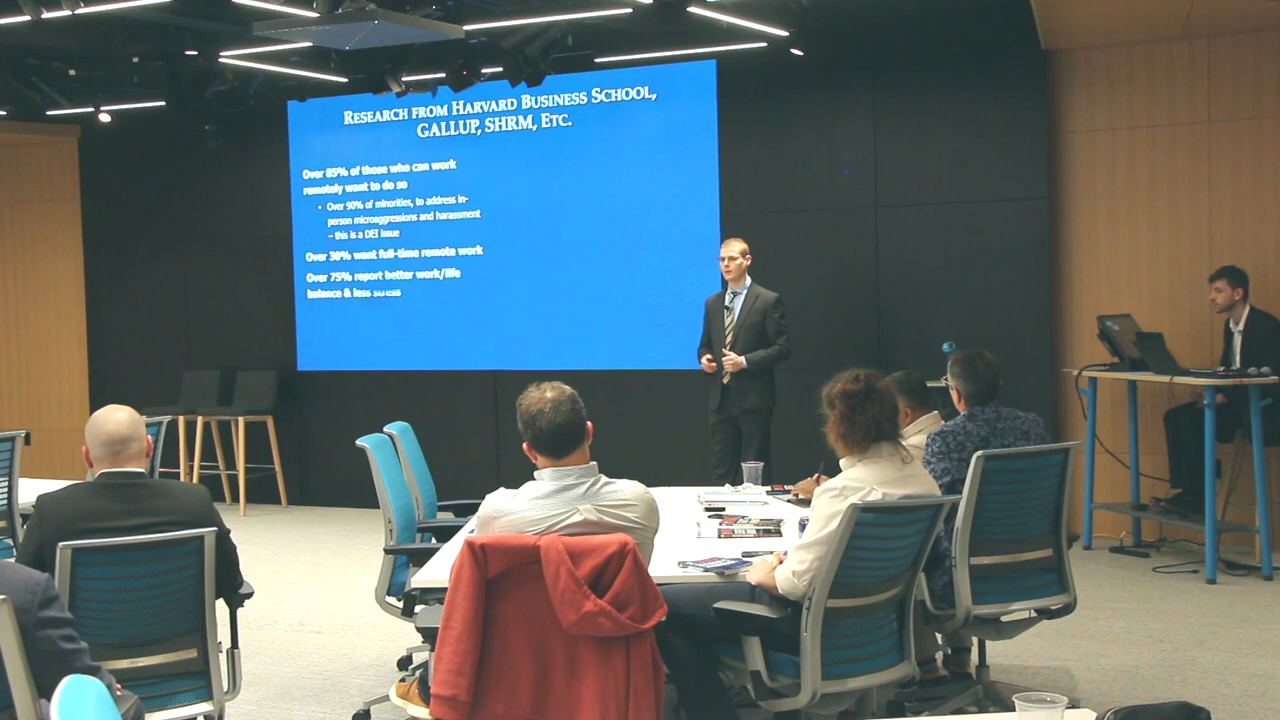 Research from Harvard Business School,
GALLUP, SHRM, Etc.
Over 85% of those who can work
remotely want to do so
• Over 90% of minorities, to address in-
person microaggressions and harassment
– this is a DEI issue
Over 30% want full-time remote work
Over 75% report better work/life
balance & less stress